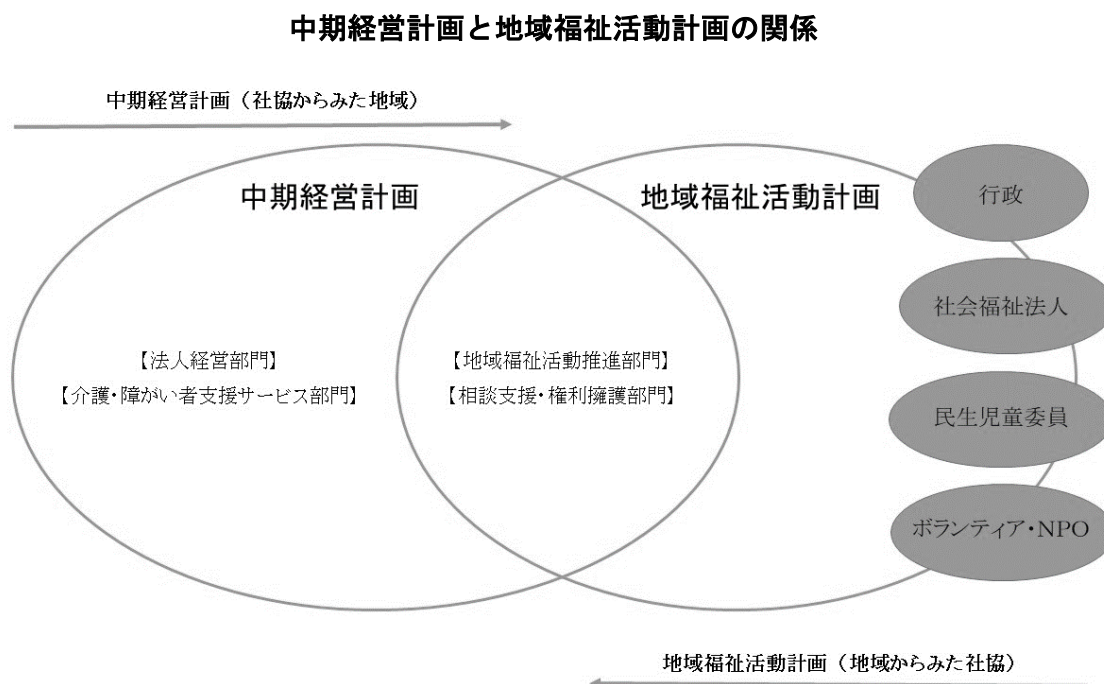 中期経営計画と地域福祉活動計画の関係
中期経営計画（社協からみた地域）
中期経営計画
地域福祉活動計画
行政
社会福祉法人
【法人経営部門】
【介護・障がい者支援サービス部門】
【地域福祉活動推進部門】
【相談支援・権利擁護部門】
民生児童委員
ボランティア・NPO
地域福祉活動計画（地域からみた社協）